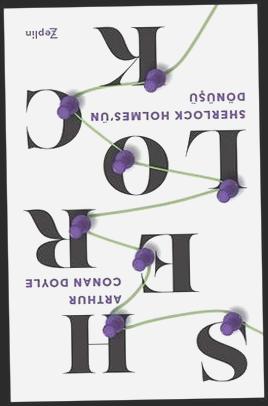 S H
ARTHUR
CONAN DOYLE
E R
L O C
SHERLOCK HOLMES'ÜN
DÖNÜŞÜ
K
Zeplin